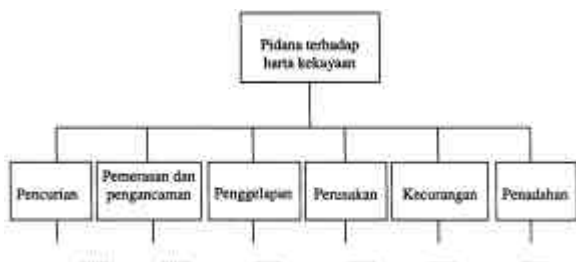 Pidana terhadap
harta kekayaan
Pencurian
Pemerasan dan
pengancaman
Penggelapan
Perusakan
Kecurangan
Penadahan